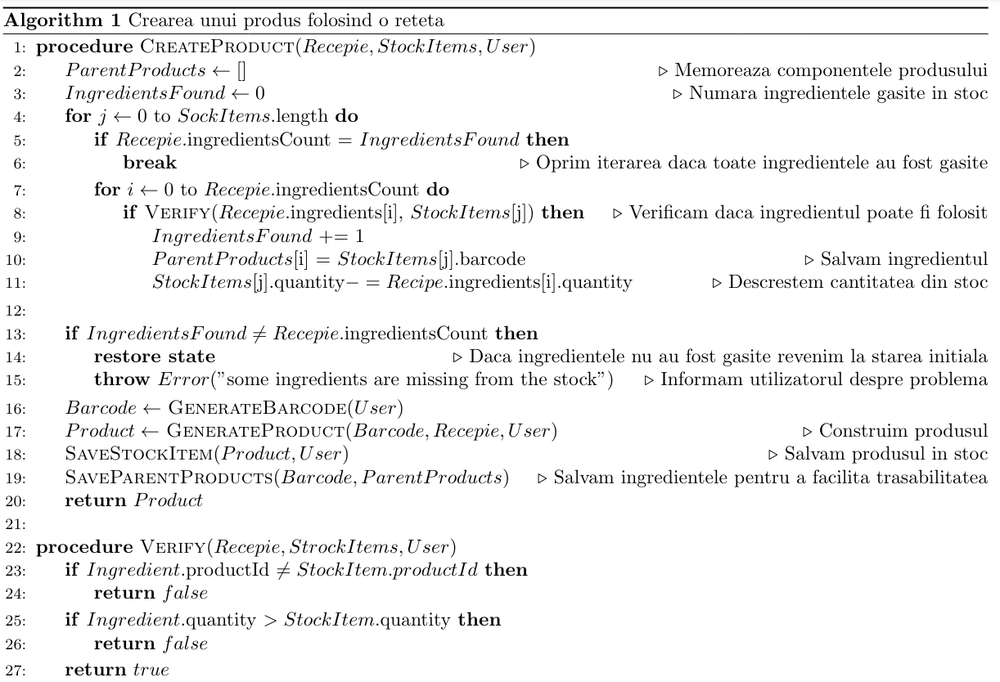 Algorithm 1 Crearea unui produs folosind o reteta
1: procedure CREATEPRODUCT(Recepie, StockItems, User)
2: ParentProducts ← [] ▷ Memoreaza componentele produsului
3: IngredientsFound ← 0 ▷ Numara ingredientele gasite in stoc
4: for j ← 0 to SockItems.length do
5: if Recepie.ingredientsCount = IngredientsFound then
6: break ▷ Oprim iterarea daca toate ingredientele au fost gasite
7: for i ← 0 to Recepie.ingredientsCount do
8: if VERIFY(Recepie.ingredients[i], StockItems[j]) then ▷ Verificam daca ingredientul poate fi folosit
9: IngredientsFound += 1
10: ParentProducts[i] = StockItems[j].barcode ▷ Salvam ingredientul
11: StockItems[j].quantity− = Recipe.ingredients[i].quantity ▷ Descrestem cantitatea din stoc
12:
13: if IngredientsFound ≠ Recepie.ingredientsCount then
14: restore state ▷ Daca ingredientele nu au fost gasite revenim la starea initiala
15: throw Error(”some ingredients are missing from the stock”) ▷ Informam utilizatorul despre problema
16: Barcode ← GENERATEBARCODE(User)
17: Product ← GENERATEPRODUCT(Barcode, Recepie, User) ▷ Construim produsul
18: SAVESTOCKITEM(Product, User) ▷ Salvam produsul in stoc
19: SAVEPARENTPRODUCTS(Barcode, ParentProducts) ▷ Salvam ingredientele pentru a facilita trasabilitatea
20: return Product
21:
22: procedure VERIFY(Recepie, StrockItems, User)
23: if Ingredient.productId ≠ StockItem.productId then
24: return false
25: if Ingredient.quantity > StockItem.quantity then
26: return false
27: return true